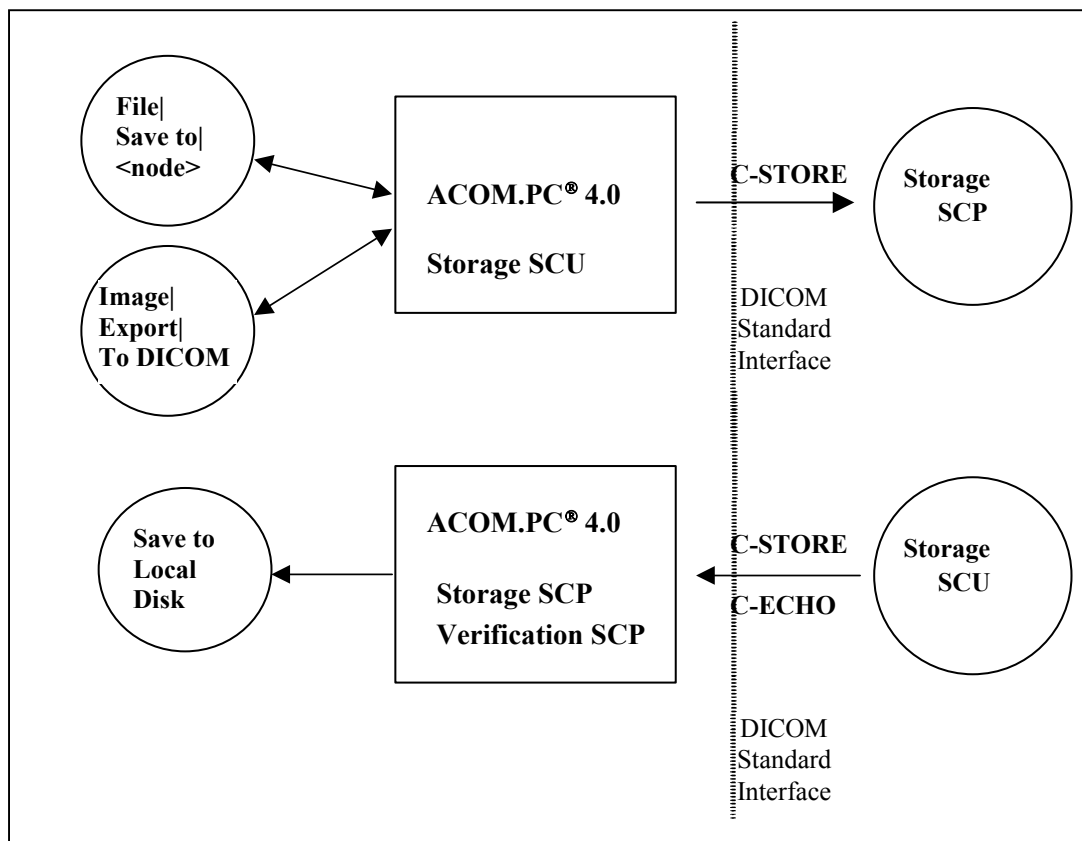 File|
Save to|
<node>
Image|
Export|
To DICOM
ACOM.PC® 4.0
Storage SCU
C-STORE
Storage
SCP
DICOM
Standard
Interface
Save to
Local
Disk
ACOM.PC® 4.0
Storage SCP
Verification SCP
C-STORE
C-ECHO
Storage
SCU
DICOM
Standard
Interface